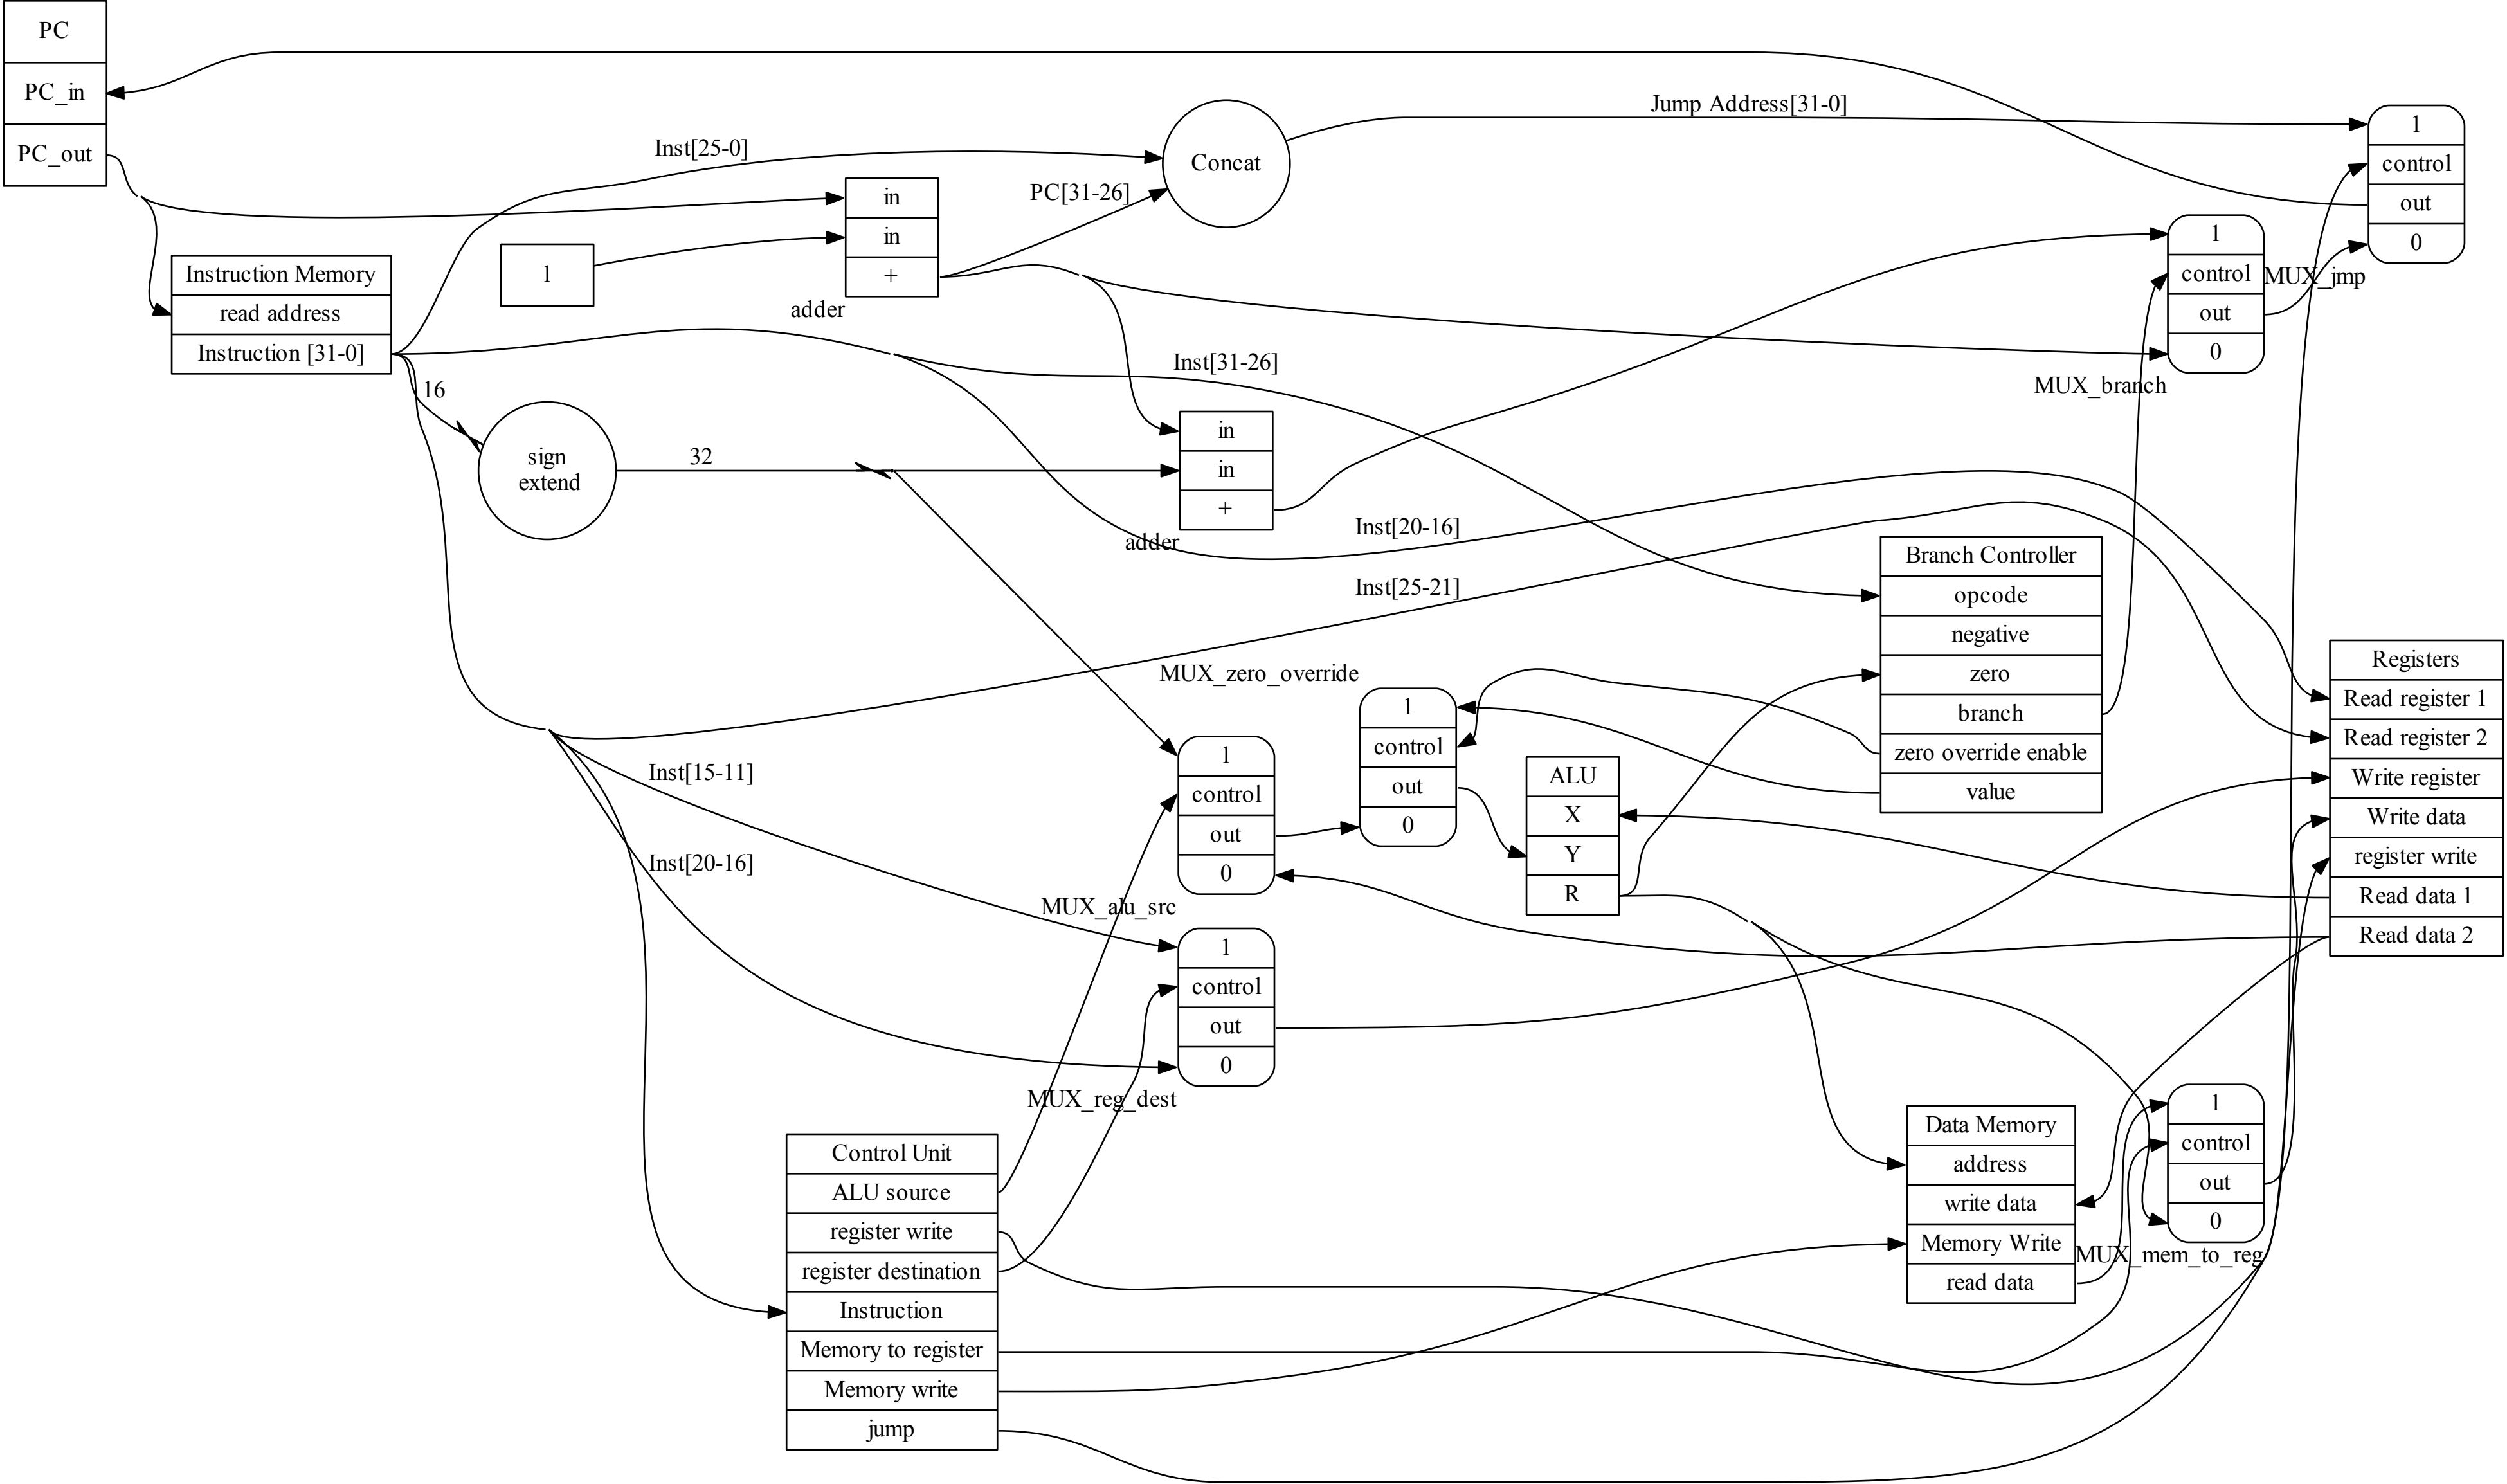 PC
PC_in
PC_out
Inst[25-0]
PC[31-26]
Concat
Jump Address[31-0]
1
control
out
0
MUX_jmp
in
in
+
adder
1
Instruction Memory
read address
Instruction [31-0]
1
control
out
0
MUX_branch
16
sign
extend
32
Inst[31-26]
in
in
+
adder
Inst[20-16]
Inst[25-21]
Branch Controller
opcode
negative
zero
branch
zero override enable
value
Registers
Read register 1
Read register 2
Write register
Write data
register write
Read data 1
Read data 2
MUX_zero_override
1
control
out
0
1
control
out
0
MUX_alu_src
ALU
X
Y
R
Inst[15-11]
Inst[20-16]
1
control
out
0
MUX_reg_dest
Control Unit
ALU source
register write
register destination
Instruction
Memory to register
Memory write
jump
Data Memory
address
write data
Memory Write
read data
1
control
out
0
MUX_mem_to_reg